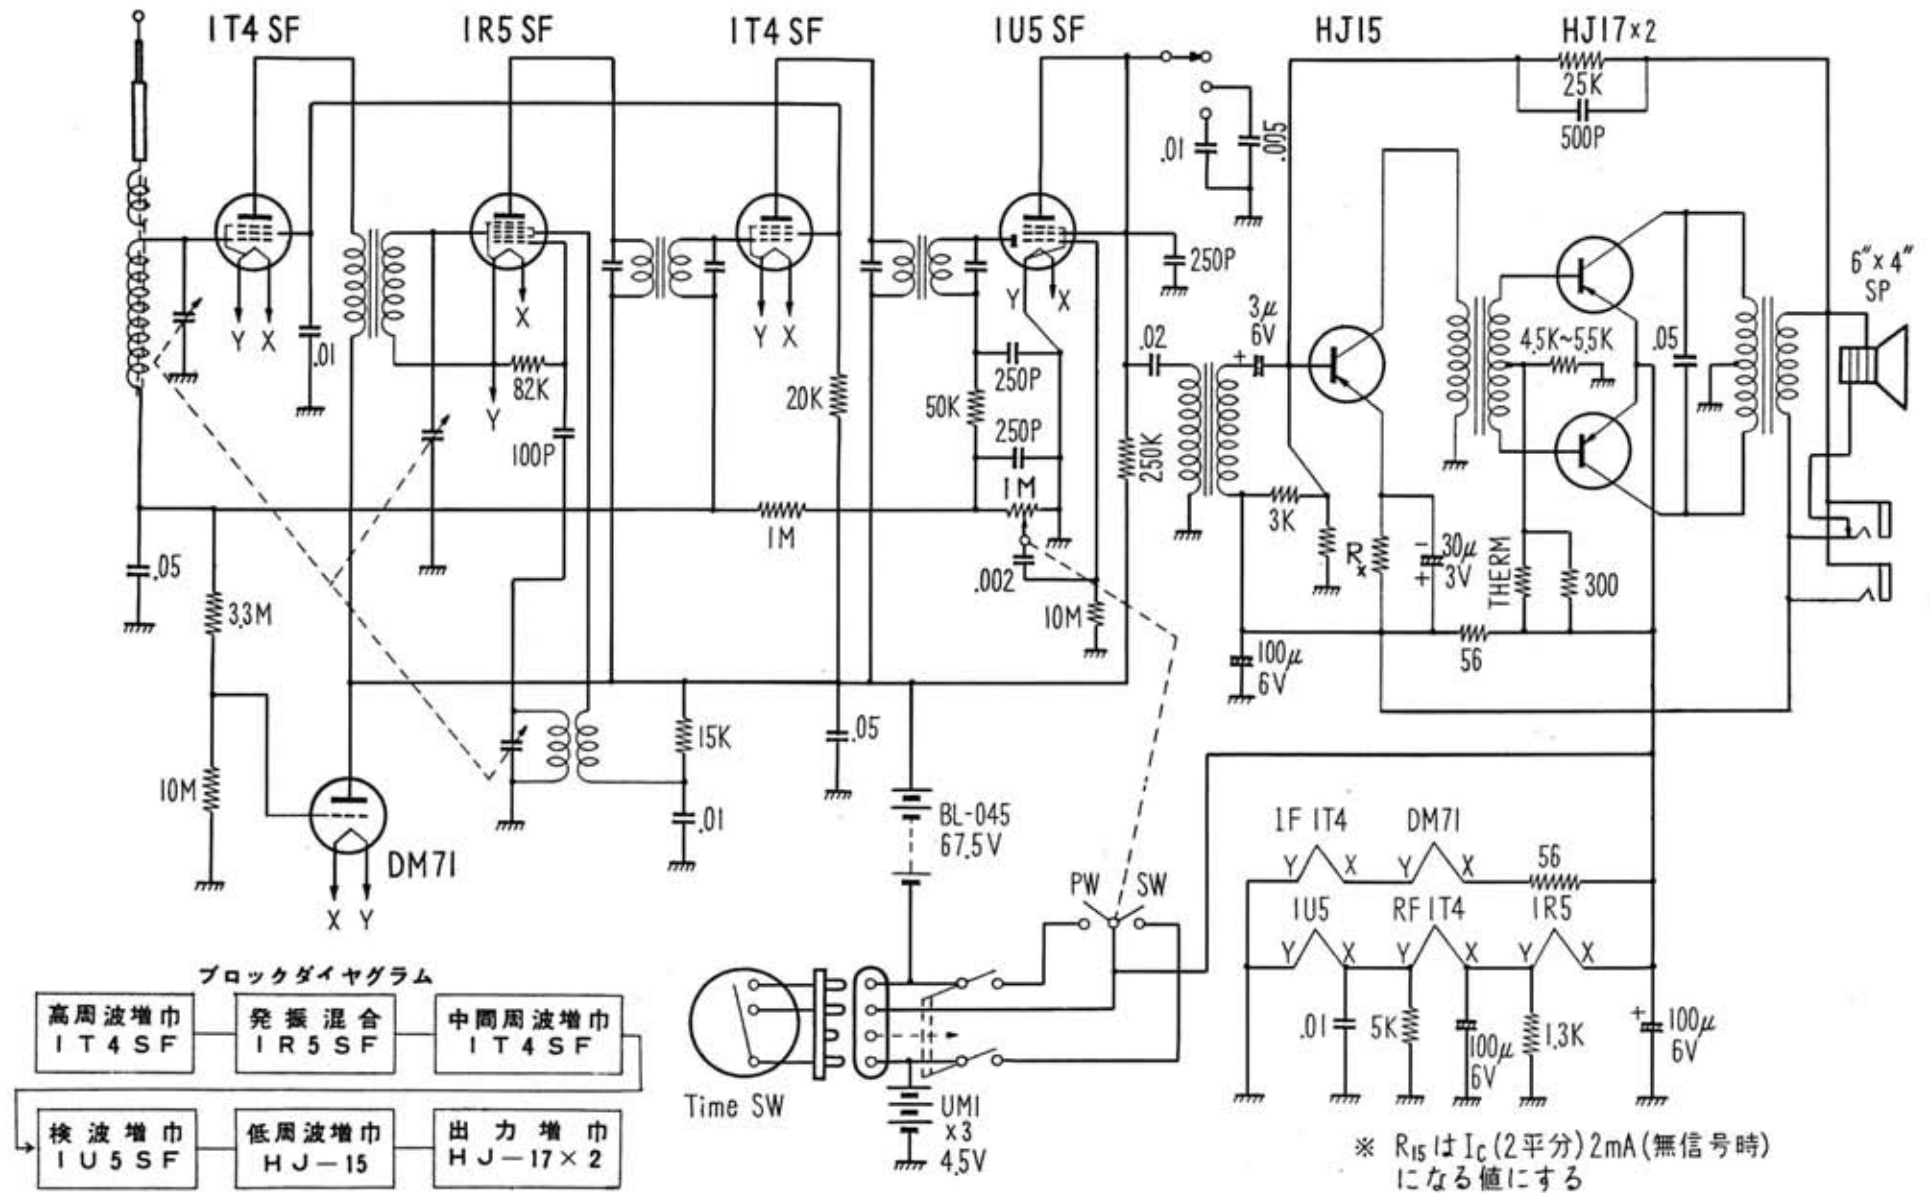 1T4 SF
1R5 SF
1T4 SF
1U5 SF
HJ15
HJ17×2
25K
500P
.01
.005
6"×4"
SP
250P
Y X
.01
X
Y
82K
100P
Y X
20K
Y X
250P
50K
250P
1M
.02
3μ
6V
+
250K
4.5K~5.5K
.05
3K
Rx
-
30μ
3V
+
THERM
300
56
.05
3.3M
1M
.002
10M
100μ
6V
10M
15K
.05
.01
DM71
X Y
BL-045
67.5V
PW SW
1F 1T4
DM71
56
Y X
Y X
1U5
RF 1T4
1R5
Y X
Y X
Y X
.01
5K
100μ
6V
1.3K
+
100μ
6V
Time SW
UM1
×3
4.5V
ブロックダイヤグラム
高周波増巾
1T4SF
発振混合
1R5SF
中間周波増巾
1T4SF
検波増巾
1U5SF
低周波増巾
HJ-15
出力増巾
HJ-17×2
※ R15はIC(2平分)2mA(無信号時)
になる値にする